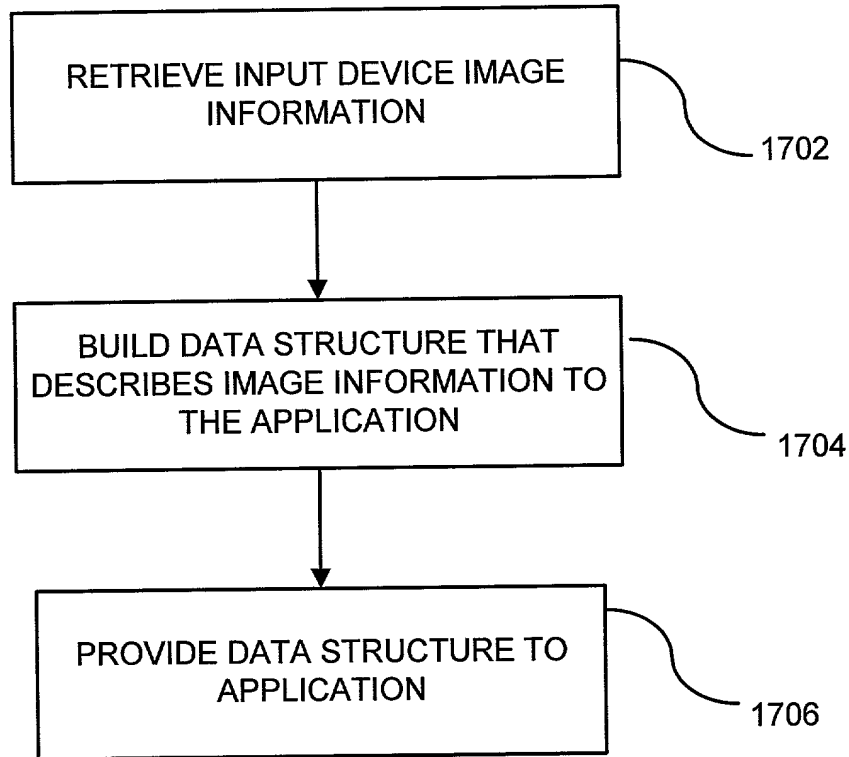 RETRIEVE INPUT DEVICE IMAGE
INFORMATION
1702
BUILD DATA STRUCTURE THAT
DESCRIBES IMAGE INFORMATION TO
THE APPLICATION
1704
PROVIDE DATA STRUCTURE TO
APPLICATION
1706